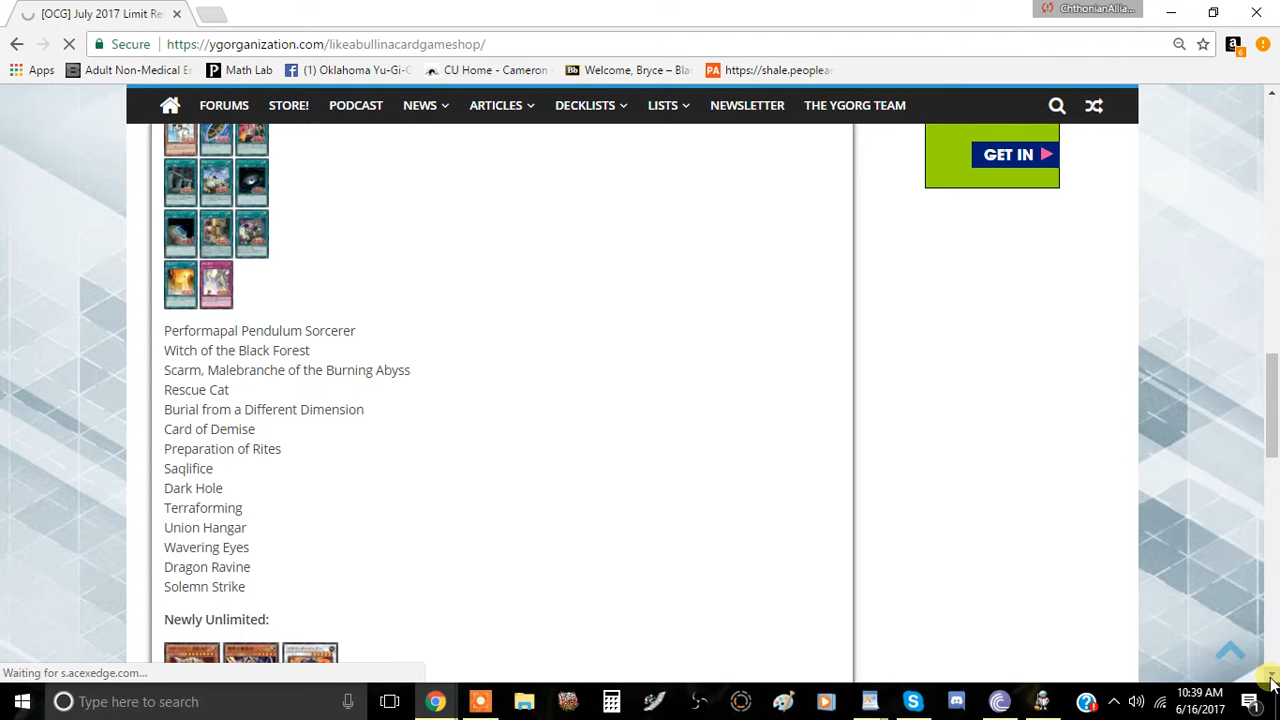 [OCG] July 2017 Limit Re
ChthonianAllia...
Secure
https://ygorganization.com/likeabullinacardgameshop/
6
Apps
Adult Non-Medical E
Math Lab
(1) Oklahoma Yu-Gi-C
CU Home - Cameron
Welcome, Bryce – Bla
https://shale.peoplea
FORUMS
STORE!
PODCAST
NEWS
ARTICLES
DECKLISTS
LISTS
NEWSLETTER
THE YGORG TEAM
GET IN
Performapal Pendulum Sorcerer
Witch of the Black Forest
Scarm, Malebranche of the Burning Abyss
Rescue Cat
Burial from a Different Dimension
Card of Demise
Preparation of Rites
Saqlifice
Dark Hole
Terraforming
Union Hangar
Wavering Eyes
Dragon Ravine
Solemn Strike
Newly Unlimited:
Waiting for s.acexedge.com...
Type here to search
10:39 AM
6/16/2017